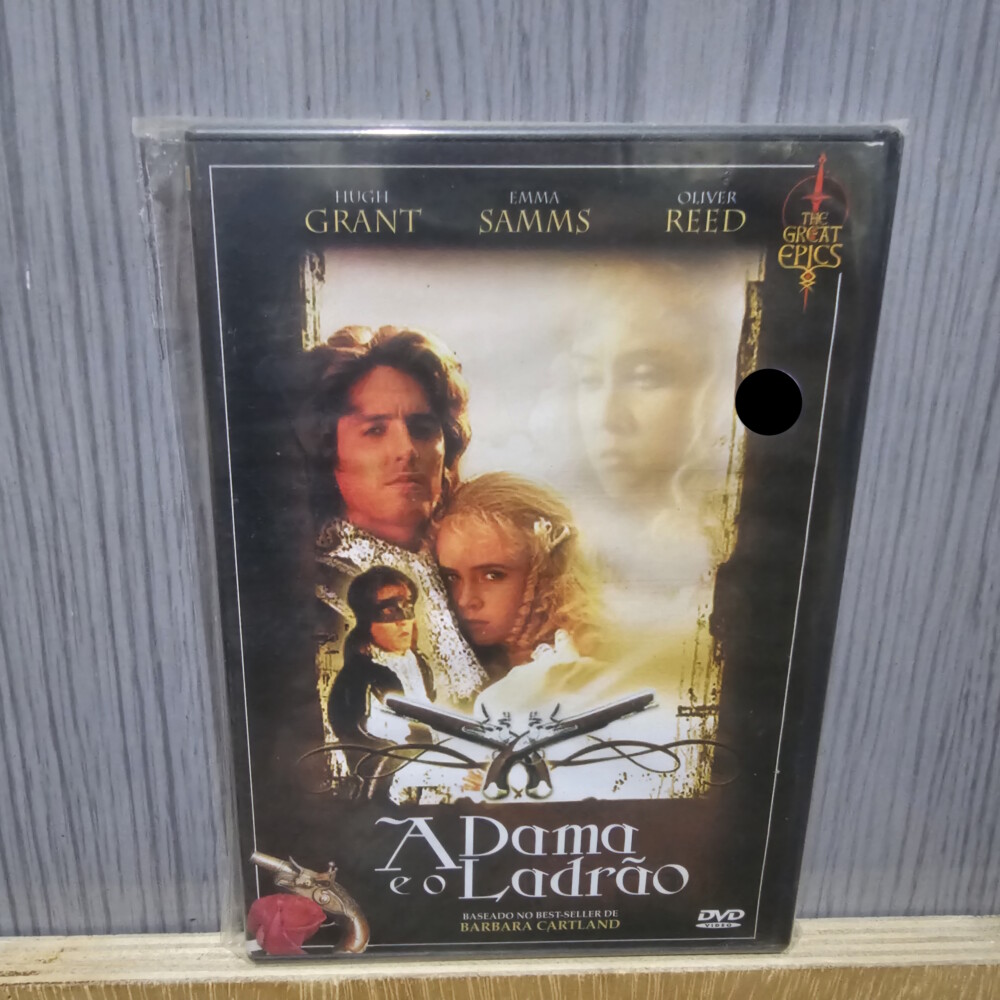 HUGH EMMA OLIVER
GRANT SAMMS REED
THE
GREAT
EPICS
A Dama
e o Ladrão
BASEADO NO BEST-SELLER DE
BARBARA CARTLAND
DVD
VIDEO